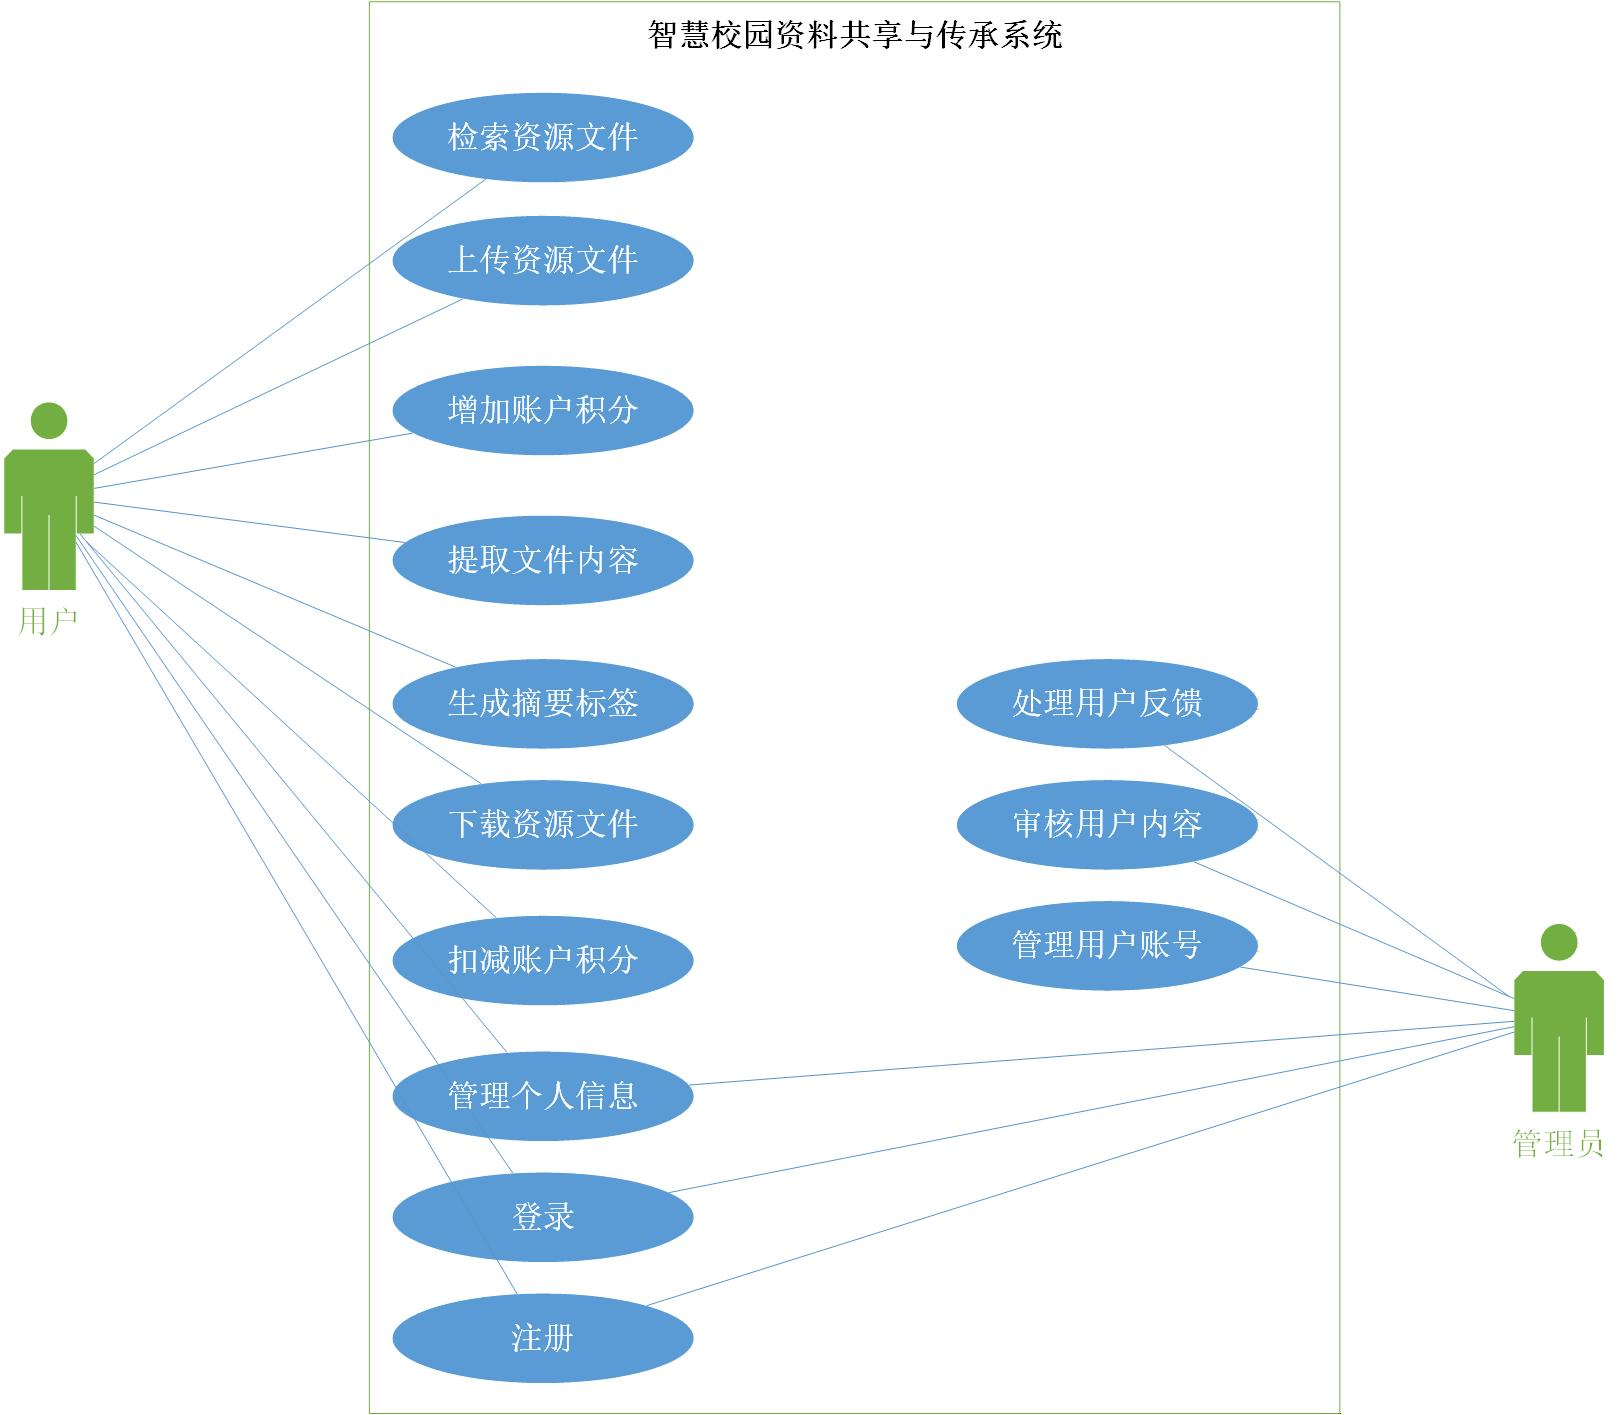 智慧校园资料共享与传承系统
检索资源文件
上传资源文件
增加账户积分
提取文件内容
用户
生成摘要标签
处理用户反馈
下载资源文件
审核用户内容
扣减账户积分
管理用户账号
管理个人信息
管理员
登录
注册